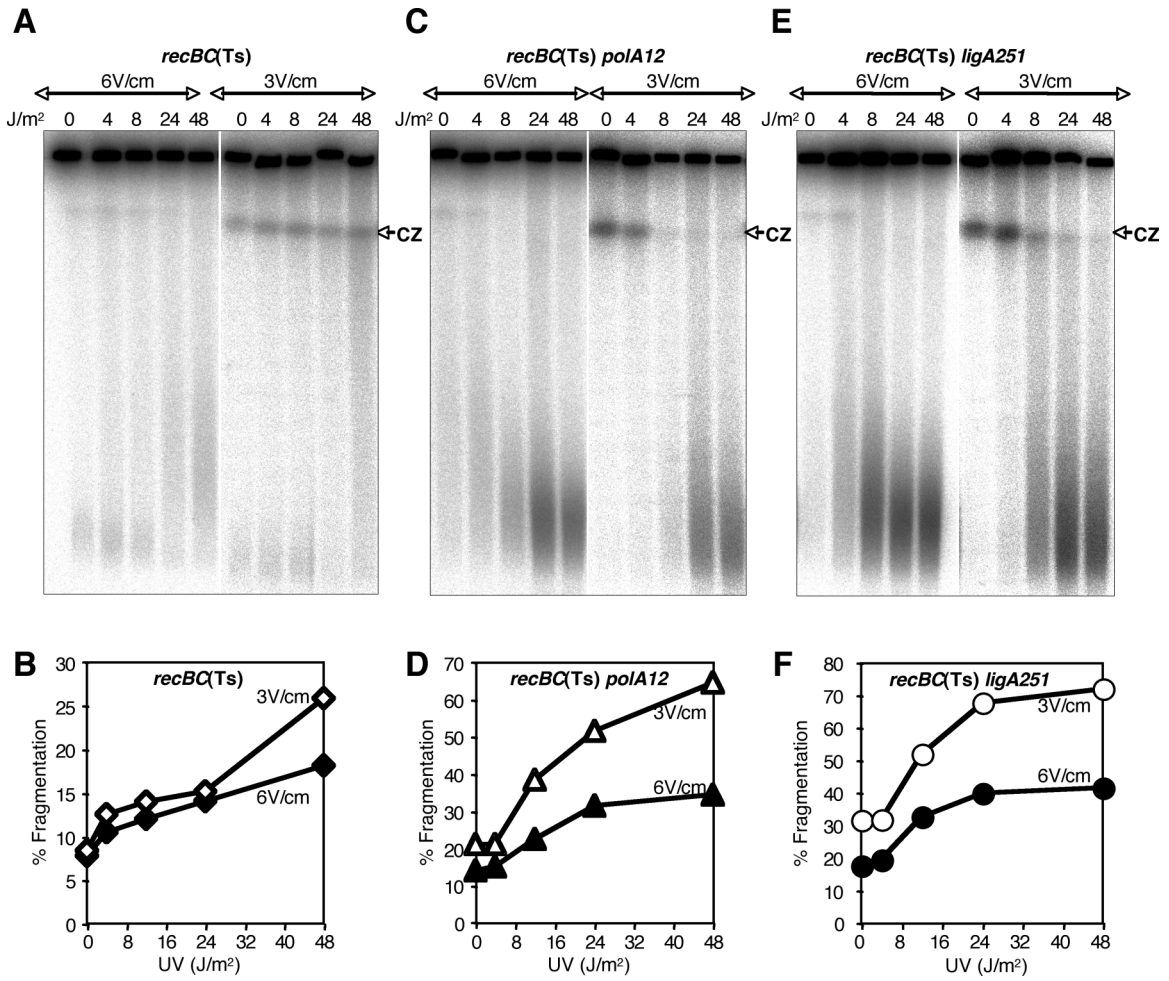 A
recBC(Ts)
6V/cm 3V/cm
J/m² 0 4 8 24 48 0 4 8 24 48
CZ
C
recBC(Ts) polA12
6V/cm 3V/cm
J/m² 0 4 8 24 48 0 4 8 24 48
CZ
E
recBC(Ts) ligA251
6V/cm 3V/cm
J/m² 0 4 8 24 48 0 4 8 24 48
CZ
B
recBC(Ts)
30
25
20
15
10
5
0
% Fragmentation
3V/cm
6V/cm
0 8 16 24 32 40 48
UV (J/m²)
D
recBC(Ts) polA12
70
60
50
40
30
20
10
0
% Fragmentation
3V/cm
6V/cm
0 8 16 24 32 40 48
UV (J/m²)
F
recBC(Ts) ligA251
80
70
60
50
40
30
20
10
0
% Fragmentation
3V/cm
6V/cm
0 8 16 24 32 40 48
UV (J/m²)